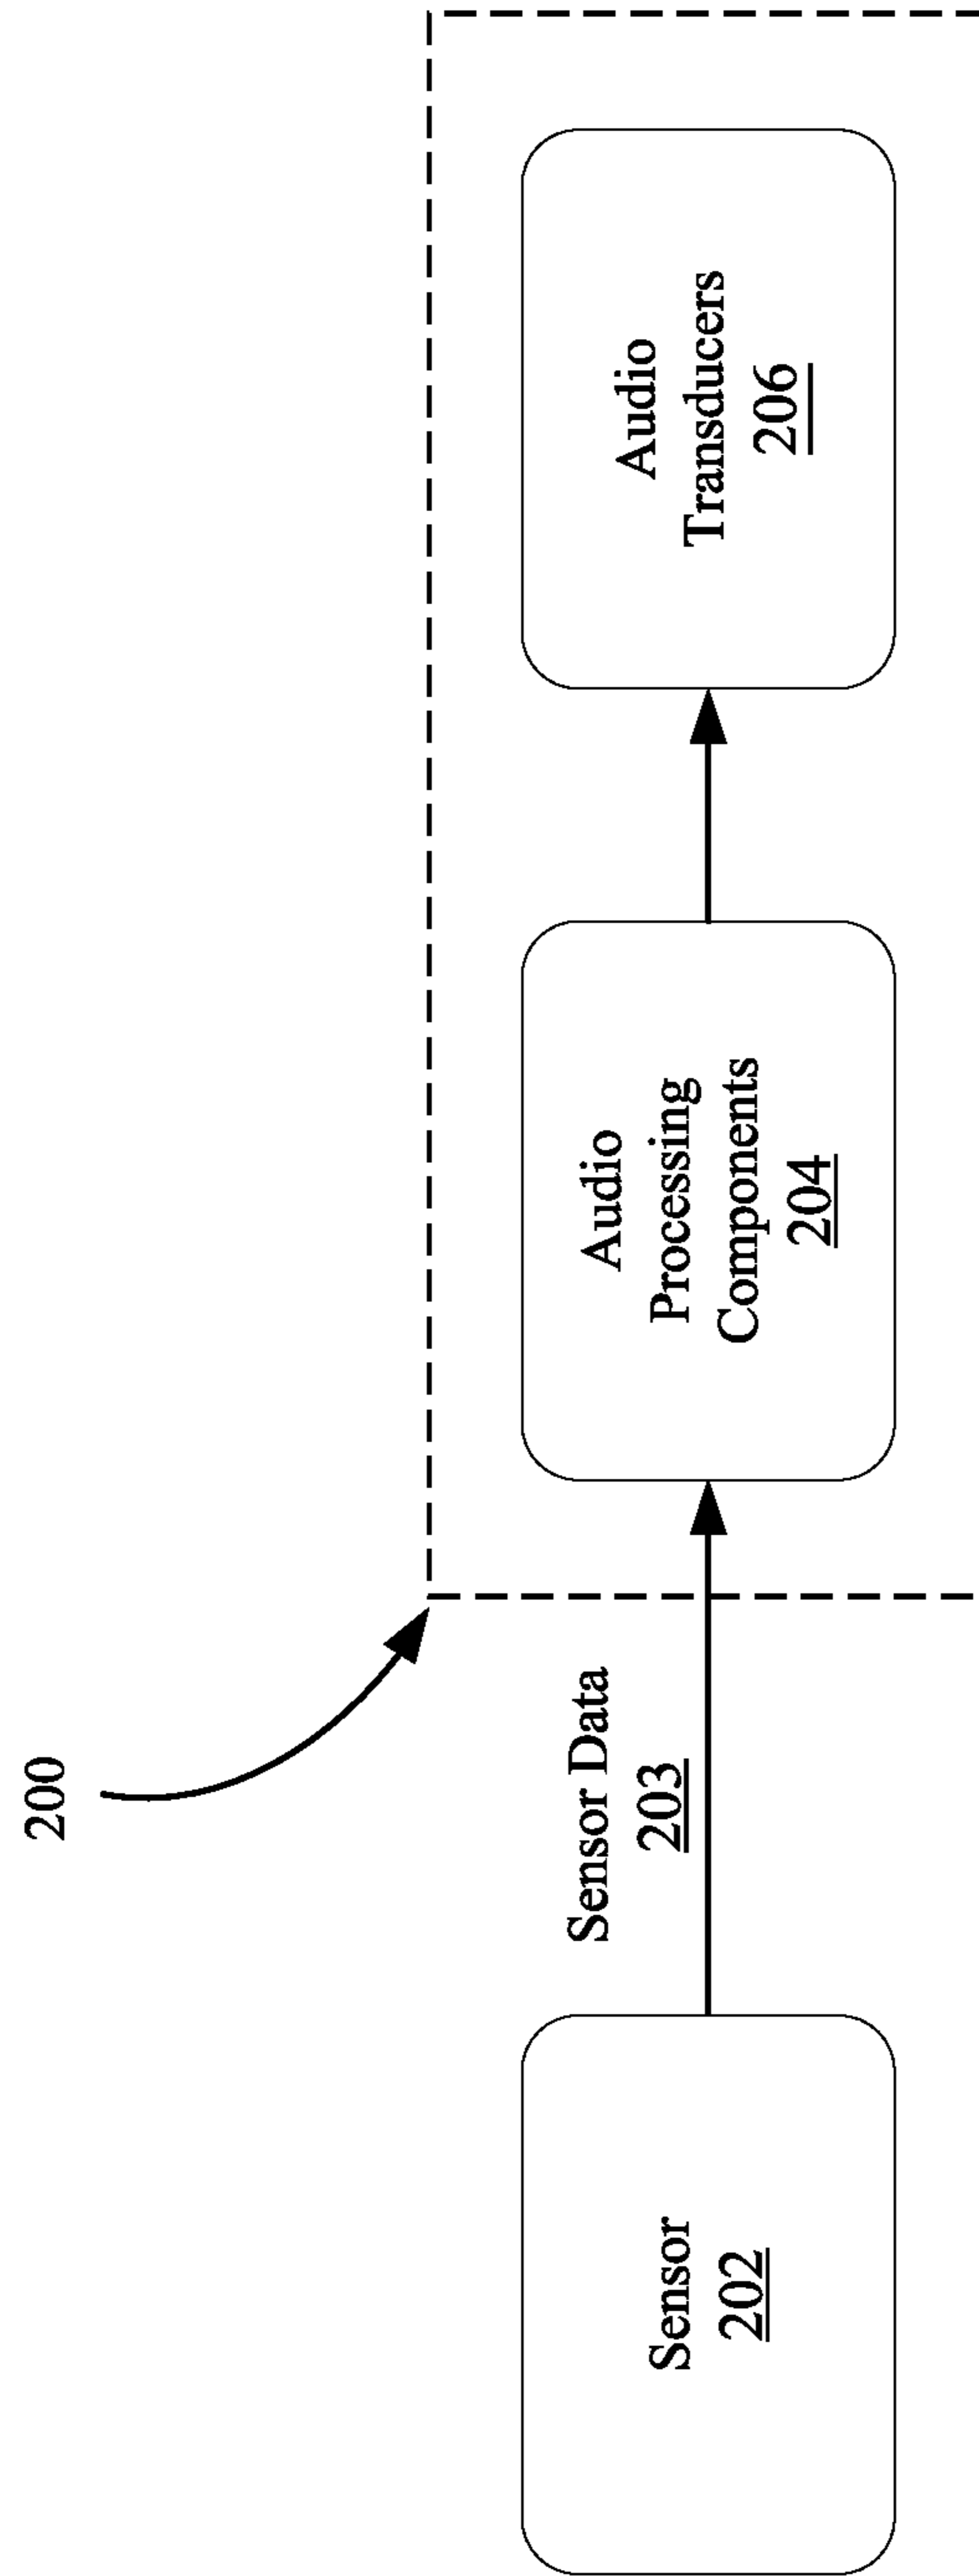 200
Sensor
202
Sensor Data
203
Audio
Processing
Components
204
Audio
Transducers
206